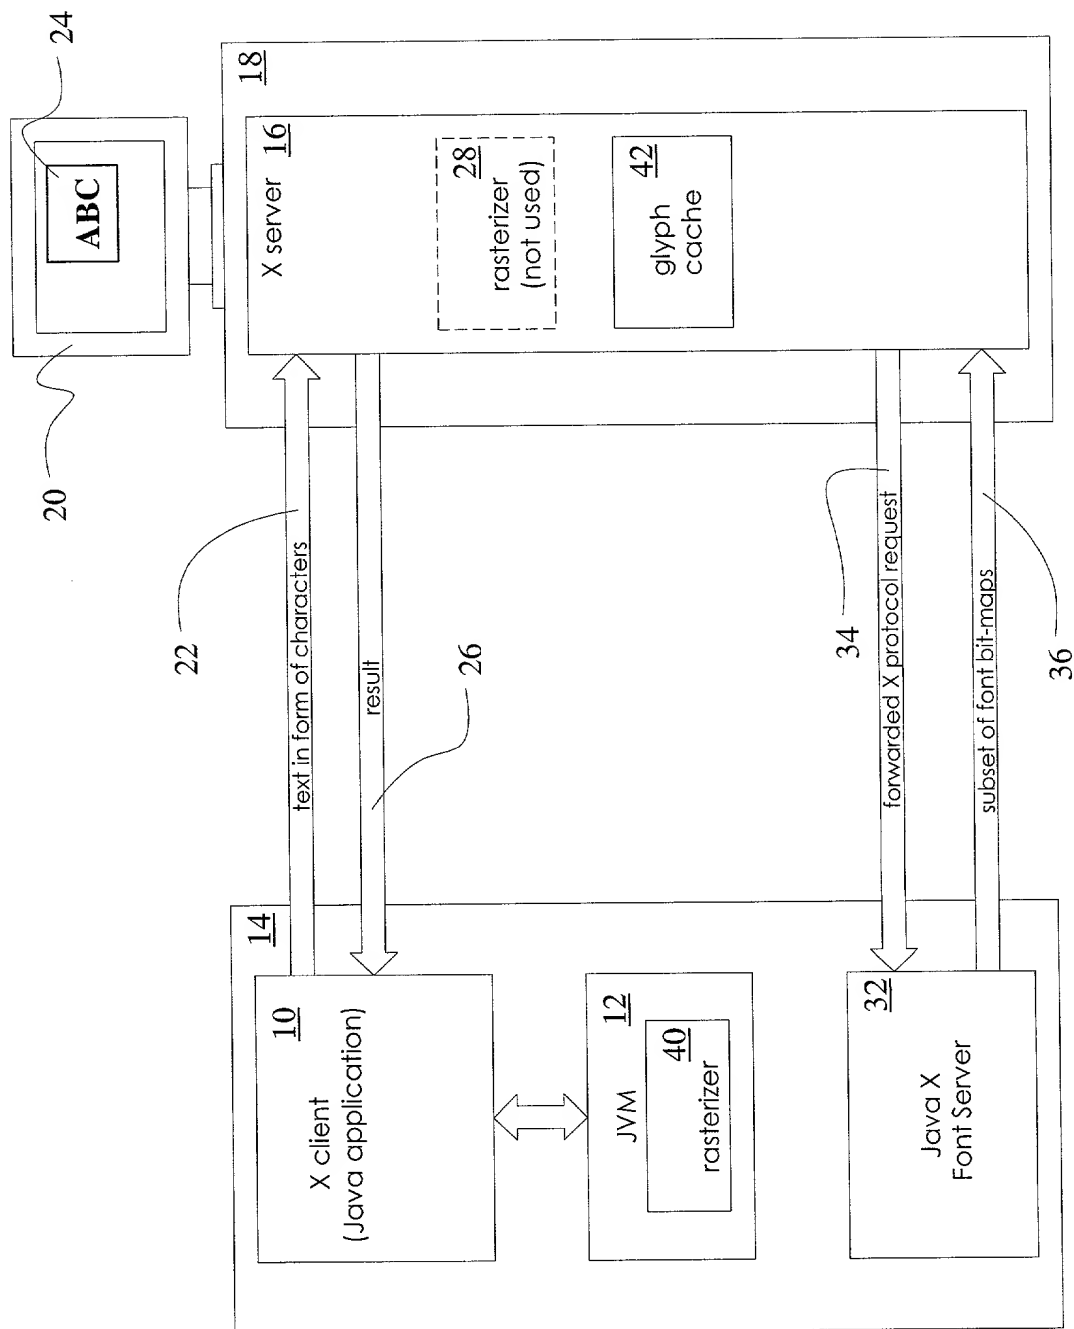 24
20
ABC
18
X server 16
rasterizer 28
(not used)
glyph 42
cache
22
text in form of characters
result
26
34
forwarded X protocol request
subset of font bit-maps
36
14
X client 10
(Java application)
JVM 12
rasterizer 40
Java X 32
Font Server